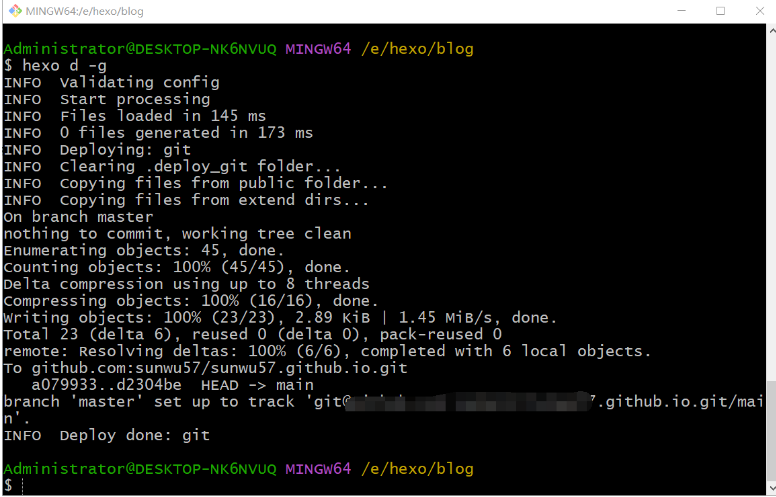 MINGW64:/e/hexo/blog
Administrator@DESKTOP-NK6NVUQ MINGW64 /e/hexo/blog
$ hexo d -g
INFO  Validating config
INFO  Start processing
INFO  Files loaded in 145 ms
INFO  0 files generated in 173 ms
INFO  Deploying: git
INFO  Clearing .deploy_git folder...
INFO  Copying files from public folder...
INFO  Copying files from extend dirs...
On branch master
nothing to commit, working tree clean
Enumerating objects: 45, done.
Counting objects: 100% (45/45), done.
Delta compression using up to 8 threads
Compressing objects: 100% (16/16), done.
Writing objects: 100% (23/23), 2.89 KiB | 1.45 MiB/s, done.
Total 23 (delta 6), reused 0 (delta 0), pack-reused 0
remote: Resolving deltas: 100% (6/6), completed with 6 local objects.
To github.com:sunwu57/sunwu57.github.io.git
   a079933..d2304be  HEAD -> main
branch 'master' set up to track 'git@ 7.github.io.git/mai
n'.
INFO  Deploy done: git
Administrator@DESKTOP-NK6NVUQ MINGW64 /e/hexo/blog
$